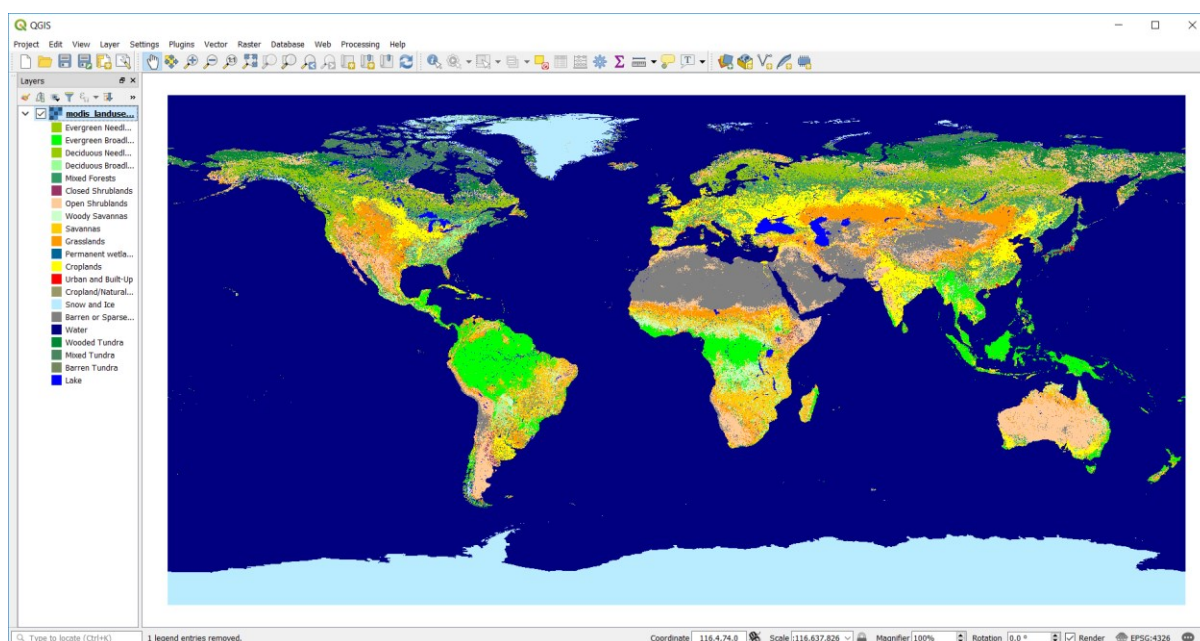 QGIS
Project Edit View Layer Settings Plugins Vector Raster Database Web Processing Help
Layers
modis_landuse...
Evergreen Needl...
Evergreen Broadl...
Deciduous Needl...
Deciduous Broadl...
Mixed Forests
Closed Shrublands
Open Shrublands
Woody Savannas
Savannas
Grasslands
Permanent wetla...
Croplands
Urban and Built-Up
Cropland/Natural...
Snow and Ice
Barren or Sparse...
Water
Wooded Tundra
Mixed Tundra
Barren Tundra
Lake
Type to locate (Ctrl+K) 1 legend entries removed. Coordinate 116.4,74.0 Scale :116.637.826 Magnifier 100% Rotation 0.0 ° Render EPSG:4326